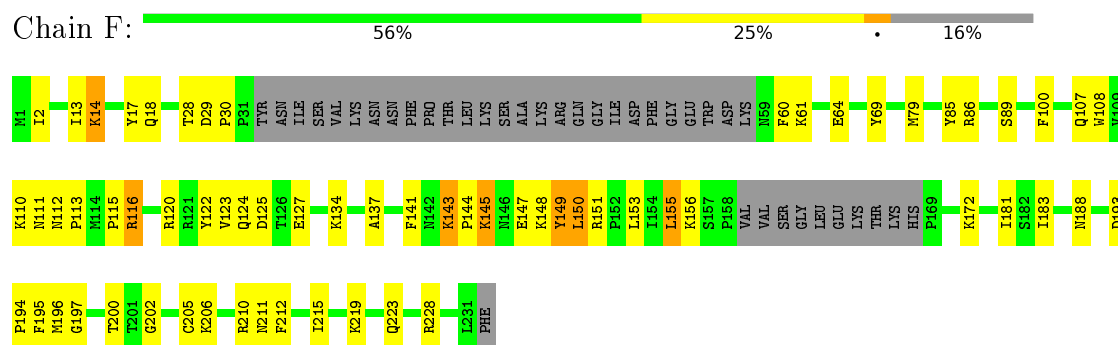 Chain F:
56% 25% • 16%
M1 I2 I13 K14 Y17 Q18 T28 D29 P30 P31 TYR ASN ILE SER VAL LYS ASN ASN PHE PRO THR LEU LYS SER ALA LYS ARG GLN GLY ILE ASP PHE GLY GLU TRP ASP LYS N59 F60 K61 E64 Y69 M79 Y85 R86 S89 F100 Q107 W108
K110 N111 N112 P113 M114 P115 R116 R120 R121 Y122 V123 Q124 D125 T126 E127 K134 A137 F141 N142 K143 P144 K145 N146 E147 K148 Y149 L150 R151 P152 L153 I154 L155 K156 S157 P158 VAL VAL SER GLY LEU GLU LYS THR LYS HIS P169 K172 I181 S182 I183 N188
P194 F195 M196 G197 T200 T201 G202 C205 K206 R210 N211 F212 I215 K219 Q223 R228 L231 PHE